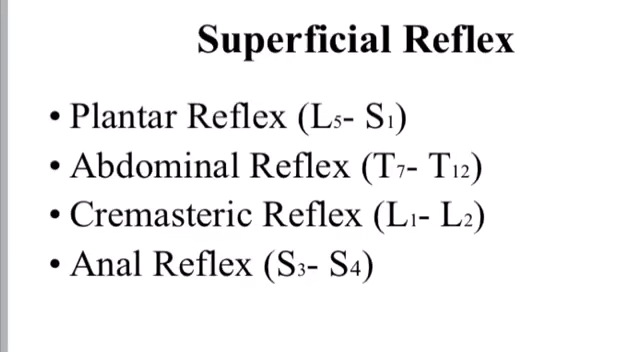 Superficial Reflex
• Plantar Reflex (L₅- S₁)
• Abdominal Reflex (T₇- T₁₂)
• Cremasteric Reflex (L₁- L₂)
• Anal Reflex (S₃- S₄)